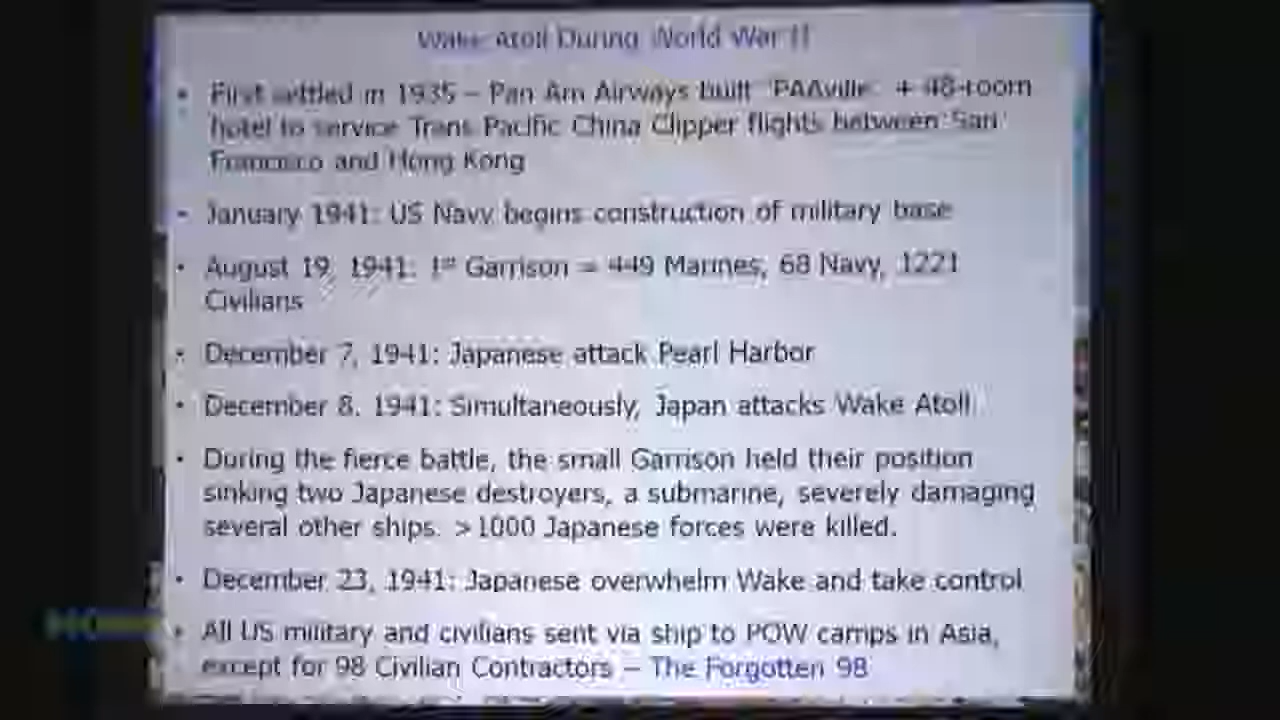 Wake Atoll During World War II
• First settled in 1935 – Pan Am Airways built "PAAville" + 48-room
hotel to service Trans Pacific China Clipper flights between San
Francisco and Hong Kong
• January 1941: US Navy begins construction of military base
• August 19, 1941: 1st Garrison = 449 Marines, 68 Navy, 1221
Civilians
• December 7, 1941: Japanese attack Pearl Harbor
• December 8, 1941: Simultaneously, Japan attacks Wake Atoll
• During the fierce battle, the small Garrison held their position
sinking two Japanese destroyers, a submarine, severely damaging
several other ships. >1000 Japanese forces were killed.
• December 23, 1941: Japanese overwhelm Wake and take control
• All US military and civilians sent via ship to POW camps in Asia,
except for 98 Civilian Contractors – The Forgotten 98